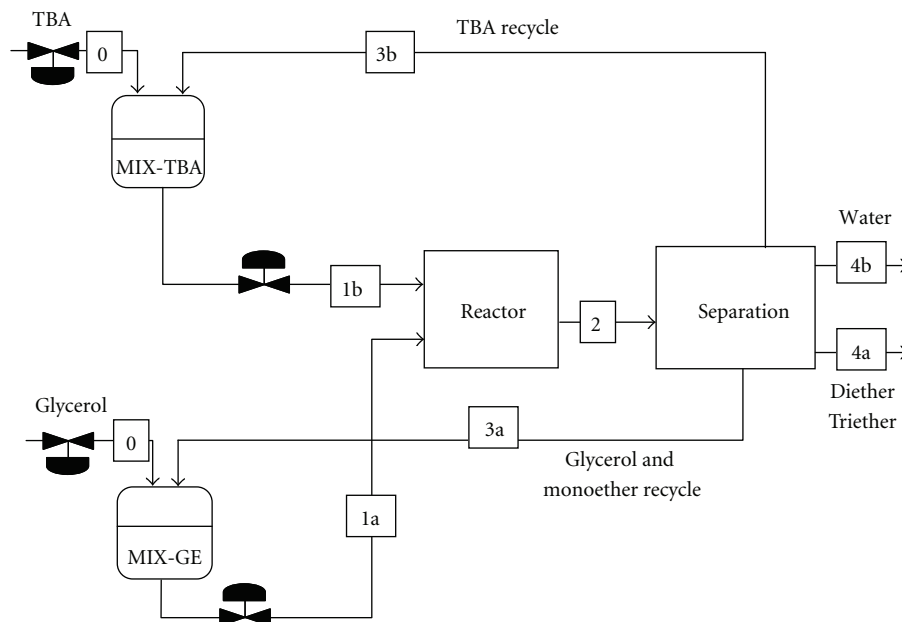 TBA
0
3b
TBA recycle
MIX-TBA
Water
4b
1b
Reactor
2
Separation
4a
Diether
Triether
Glycerol
0
3a
Glycerol and
monoether recycle
1a
MIX-GE